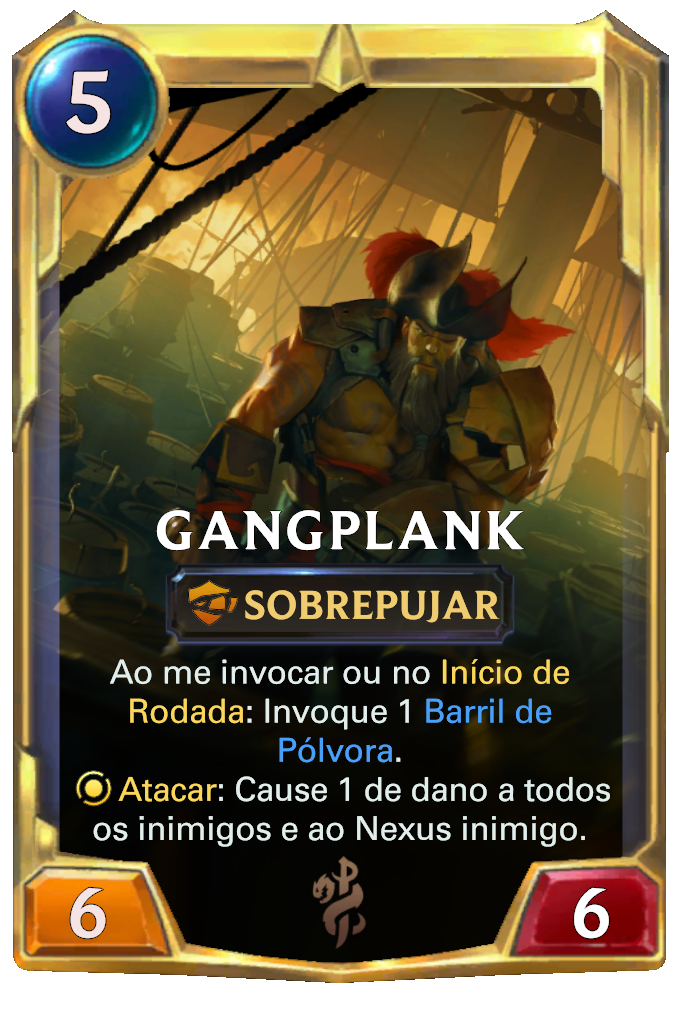 5
GANGPLANK
SOBREPUJAR
Ao me invocar ou no Início de
Rodada: Invoque 1 Barril de
Pólvora.
Atacar: Cause 1 de dano a todos
os inimigos e ao Nexus inimigo.
6
6